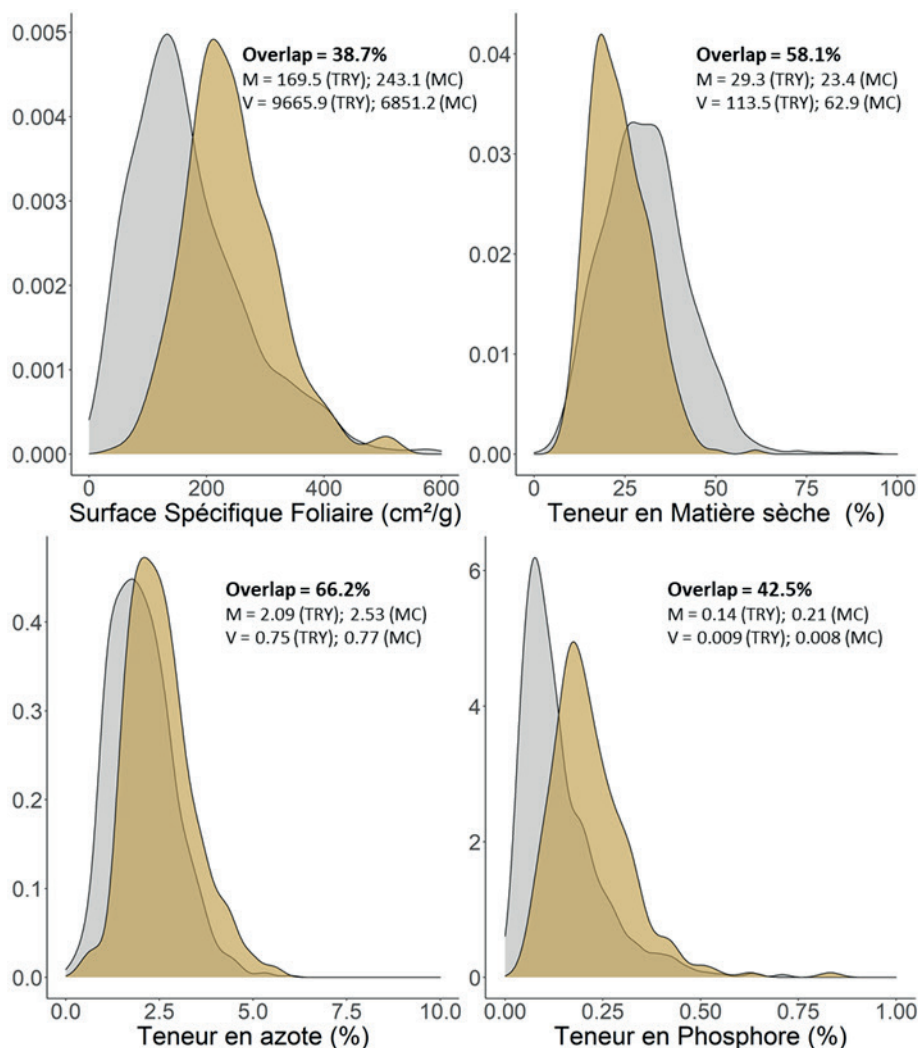 0.005
0.004
0.003
0.002
0.001
0.000
Overlap = 38.7%
M = 169.5 (TRY); 243.1 (MC)
V = 9665.9 (TRY); 6851.2 (MC)
0 200 400 600
Surface Spécifique Foliaire (cm²/g)
0.04
0.03
0.02
0.01
0.00
Overlap = 58.1%
M = 29.3 (TRY); 23.4 (MC)
V = 113.5 (TRY); 62.9 (MC)
0 25 50 75 100
Teneur en Matière sèche (%)
0.4
0.3
0.2
0.1
0.0
Overlap = 66.2%
M = 2.09 (TRY); 2.53 (MC)
V = 0.75 (TRY); 0.77 (MC)
0.0 2.5 5.0 7.5 10.0
Teneur en azote (%)
6
4
2
0
Overlap = 42.5%
M = 0.14 (TRY); 0.21 (MC)
V = 0.009 (TRY); 0.008 (MC)
0.00 0.25 0.50 0.75 1.00
Teneur en Phosphore (%)